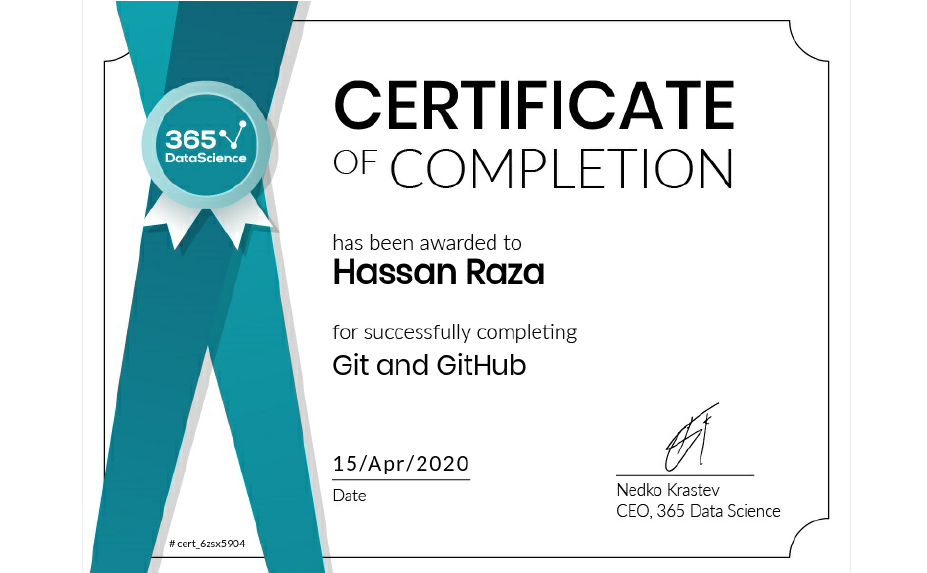 365
DataScience
CERTIFICATE
OF COMPLETION
has been awarded to
Hassan Raza
for successfully completing
Git and GitHub
15/Apr/2020
Date
Nedko Krastev
CEO, 365 Data Science
# cert_6zsx5904